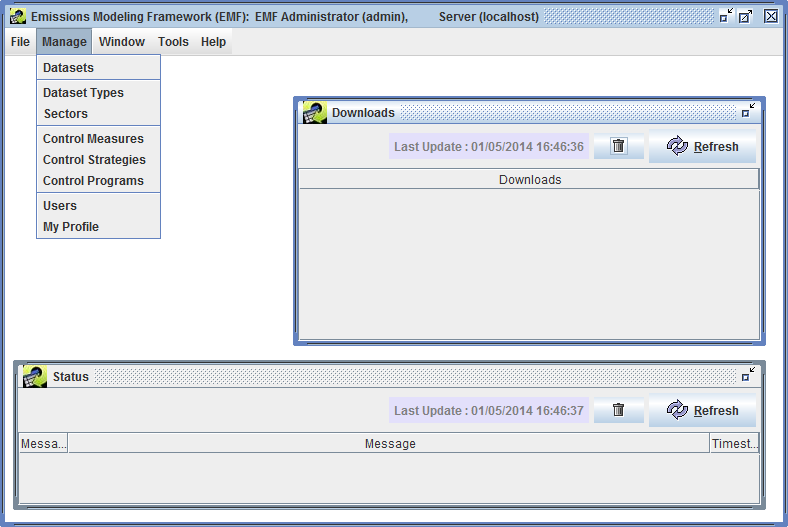 Emissions Modeling Framework (EMF): EMF Administrator (admin), Server (localhost)
File Manage Window Tools Help
Datasets
Dataset Types
Sectors
Control Measures
Control Strategies
Control Programs
Users
My Profile
Downloads
Last Update : 01/05/2014 16:46:36 Refresh
Downloads
Status
Last Update : 01/05/2014 16:46:37 Refresh
Messa... Message Timest...